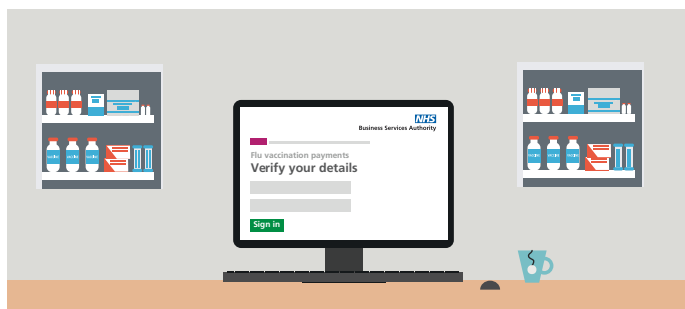 NHS
Business Services Authority
Flu vaccination payments
Verify your details
Sign in